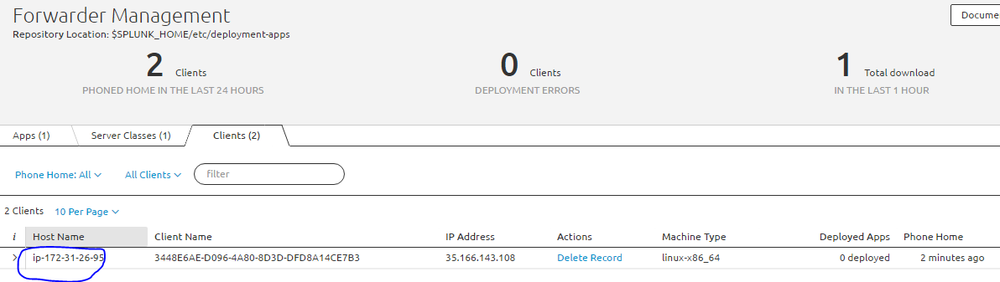 Forwarder Management
Repository Location: $SPLUNK_HOME/etc/deployment-apps
Docume
2 Clients
PHONED HOME IN THE LAST 24 HOURS
0 Clients
DEPLOYMENT ERRORS
1 Total download
IN THE LAST 1 HOUR
Apps (1) Server Classes (1) Clients (2)
Phone Home: All All Clients filter
2 Clients 10 Per Page
i Host Name Client Name IP Address Actions Machine Type Deployed Apps Phone Home
> ip-172-31-26-95 3448E6AE-D096-4A80-8D3D-DFD8A14CE7B3 35.166.143.108 Delete Record linux-x86_64 0 deployed 2 minutes ago